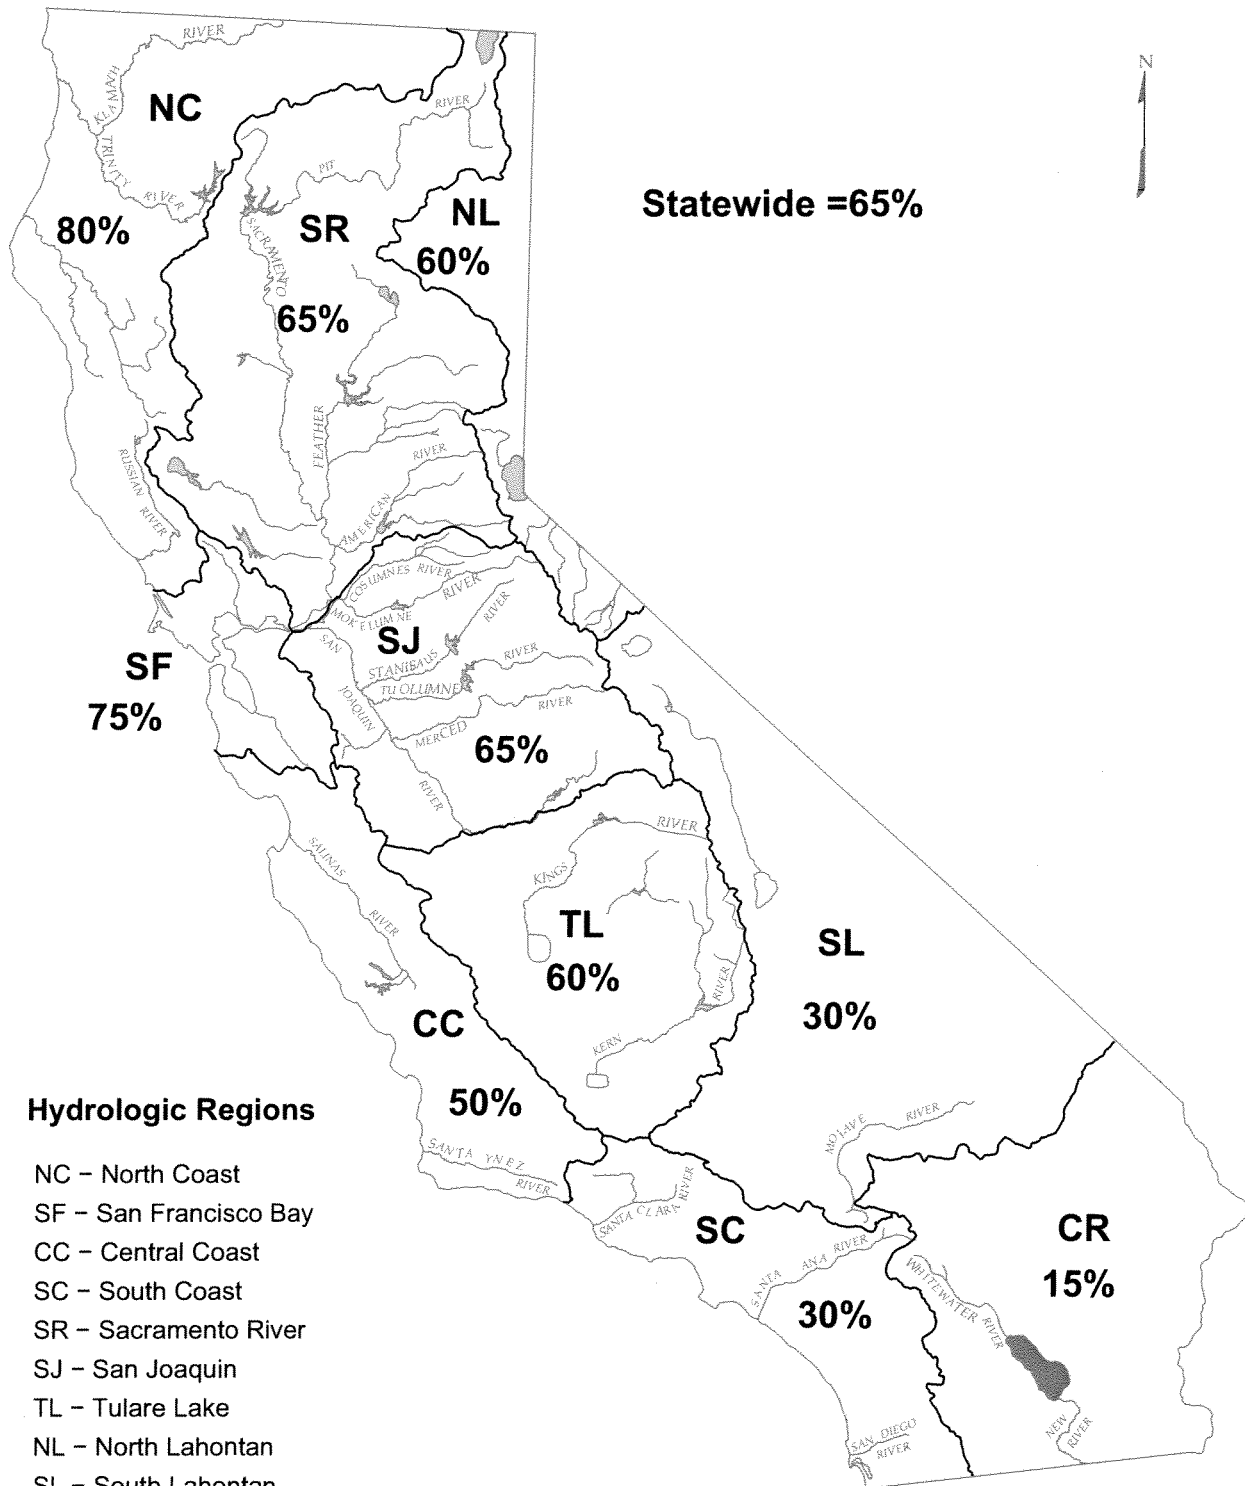 RIVER
KLAMATH
NC
TRINITY
RIVER
80%
RIVER
PIT
SACRAMENTO
SR
65%
NL
60%
N
Statewide =65%
FEATHER
RIVER
AMERICAN
RUSSIAN RIVER
COSUMNES RIVER
MOKELUMNE
RIVER
SAN
JOAQUIN
RIVER
SJ
STANISLAUS
RIVER
TUOLUMNE
RIVER
MERCED
RIVER
65%
SF
75%
SALINAS
RIVER
KINGS
RIVER
TL
60%
KERN
RIVER
SL
30%
CC
50%
SANTA YNEZ
RIVER
SANTA CLARA
RIVER
SC
SANTA ANA RIVER
30%
MOJAVE
RIVER
CR
15%
WHITEWATER RIVER
NEW
RIVER
SAN DIEGO
RIVER
Hydrologic Regions
NC – North Coast
SF – San Francisco Bay
CC – Central Coast
SC – South Coast
SR – Sacramento River
SJ – San Joaquin
TL – Tulare Lake
NL – North Lahontan
SL – South Lahontan